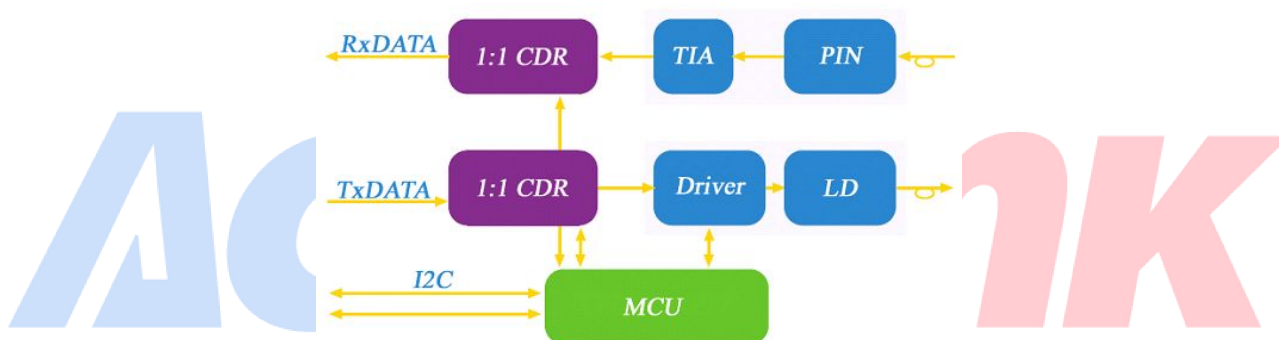 RxDATA 1:1 CDR TIA PIN
TxDATA 1:1 CDR Driver LD
I2C
MCU